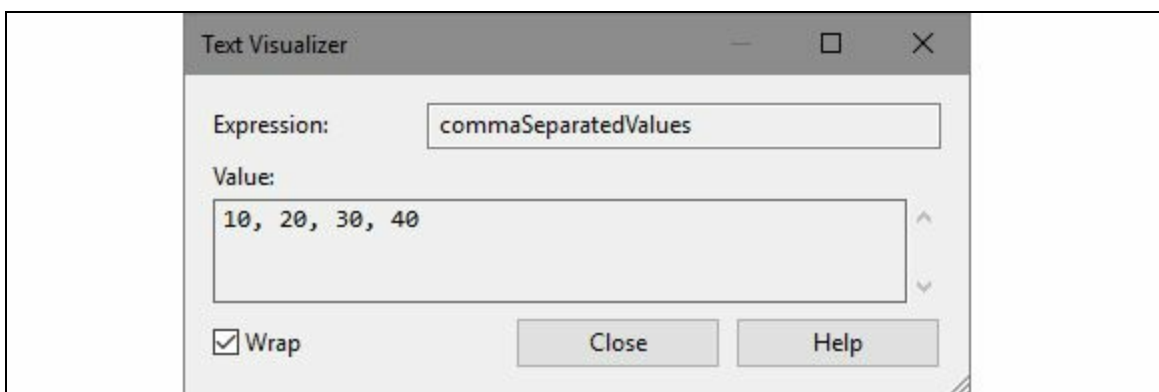 Text Visualizer
Expression: commaSeparatedValues
Value:
10, 20, 30, 40
Wrap Close Help